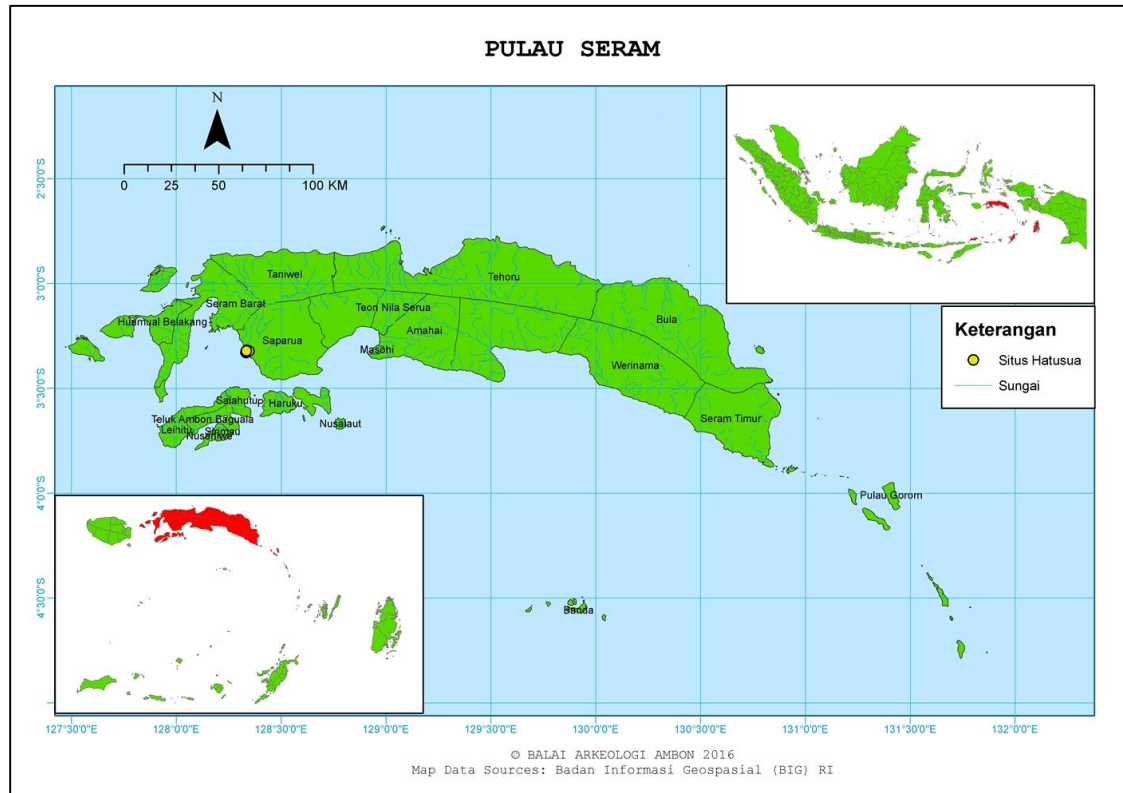 PULAU SERAM
N
0 25 50 100 KM
2°30'0"S
3°0'0"S
3°30'0"S
4°0'0"S
4°30'0"S
Taniwel
Tehoru
Seram Barat
Teon Nila Serua
Huamual Belakang
Bula
Amahai
Saparua
Masohi
Werinama
Salahutup
Haruku
Teluk Ambon Baguala
Seram Timur
Nusalaut
Leihitu
Sirimau
Nusaniwe
Pulau Gorom
Banda
Keterangan
Situs Hatusua
Sungai
127°30'0"E 128°0'0"E 128°30'0"E 129°0'0"E 129°30'0"E 130°0'0"E 130°30'0"E 131°0'0"E 131°30'0"E 132°0'0"E
© BALAI ARKEOLOGI AMBON 2016
Map Data Sources: Badan Informasi Geospasial (BIG) RI